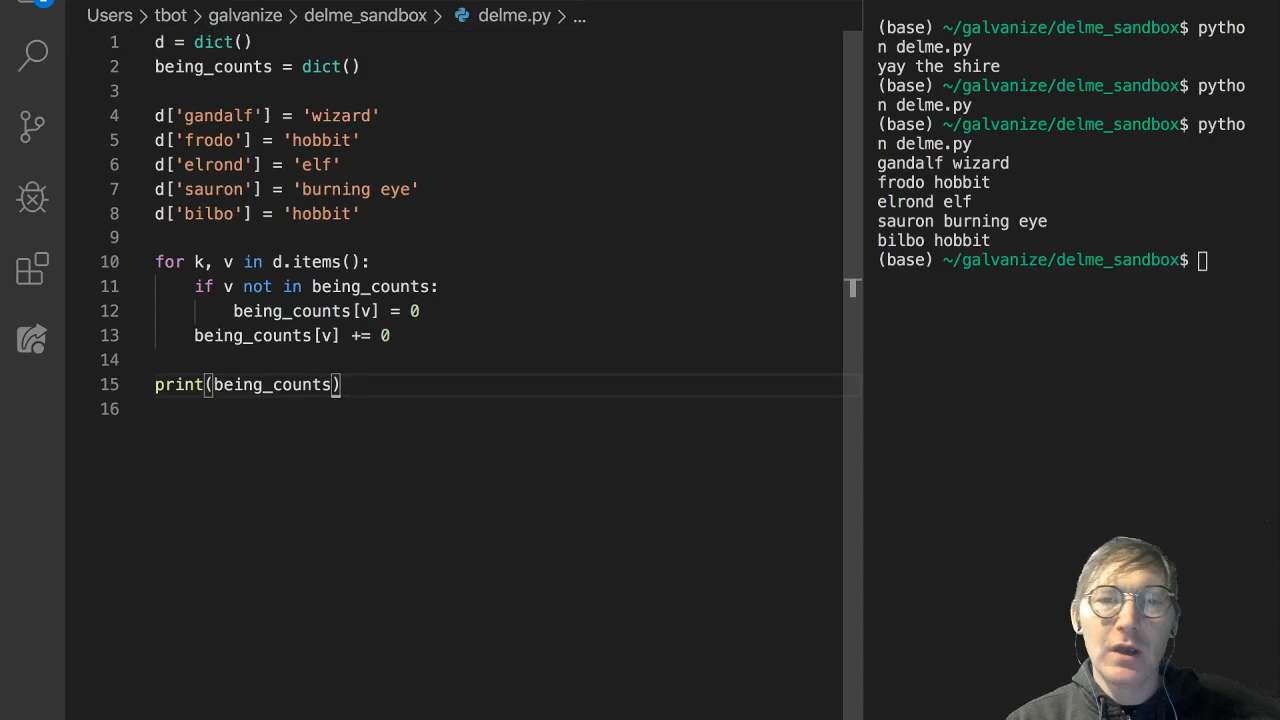 Users > tbot > galvanize > delme_sandbox > delme.py > ...
1 d = dict()
2 being_counts = dict()
3
4 d['gandalf'] = 'wizard'
5 d['frodo'] = 'hobbit'
6 d['elrond'] = 'elf'
7 d['sauron'] = 'burning eye'
8 d['bilbo'] = 'hobbit'
9
10 for k, v in d.items():
11 if v not in being_counts:
12 being_counts[v] = 0
13 being_counts[v] += 0
14
15 print(being_counts)
16
(base) ~/galvanize/delme_sandbox$ pytho
n delme.py
yay the shire
(base) ~/galvanize/delme_sandbox$ pytho
n delme.py
(base) ~/galvanize/delme_sandbox$ pytho
n delme.py
gandalf wizard
frodo hobbit
elrond elf
sauron burning eye
bilbo hobbit
(base) ~/galvanize/delme_sandbox$